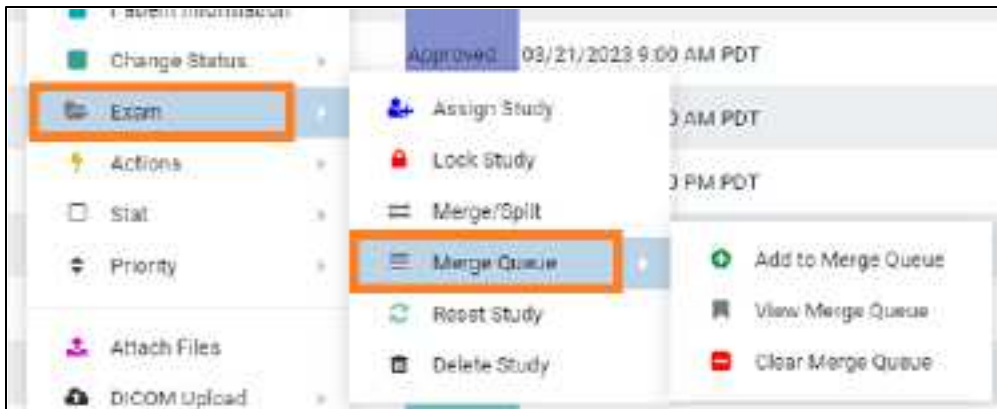 Patient Information
Change Status
Exam
Actions
Stat
Priority
Attach Files
DICOM Upload
Approved 03/21/2023 9:00 AM PDT
AM PDT
PM PDT
Assign Study
Lock Study
Merge/Split
Merge Queue
Reset Study
Delete Study
Add to Merge Queue
View Merge Queue
Clear Merge Queue